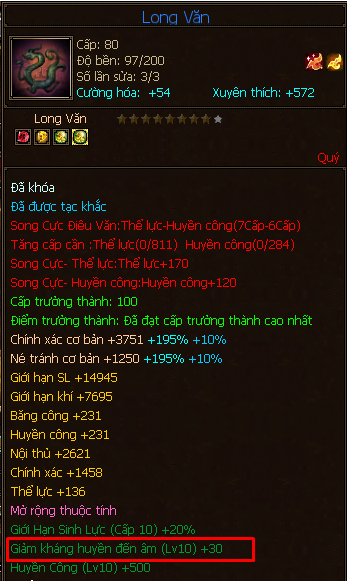 Long Văn
Cấp: 80
Độ bền: 97/200
Số lần sửa: 3/3
Cường hóa: +54 Xuyên thích: +572
Long Văn
Quý
Đã khóa
Đã được tạc khắc
Song Cực Điêu Văn:Thể lực-Huyền công(7Cấp-6Cấp)
Tăng cấp cần :Thể lực(0/811) Huyền công(0/284)
Song Cực- Thể lực:Thể lực+170
Song Cực- Huyền công:Huyền công+120
Cấp trưởng thành: 100
Điểm trưởng thành: Đã đạt cấp trưởng thành cao nhất
Chính xác cơ bản +3751 +195% +10%
Né tránh cơ bản +1250 +195% +10%
Giới hạn SL +14945
Giới hạn khí +7695
Băng công +231
Huyền công +231
Nội thủ +2621
Chính xác +1458
Thể lực +136
Mở rộng thuộc tính
Giới Hạn Sinh Lực (Cấp 10) +20%
Giảm kháng huyền đến âm (Lv10) +30
Huyền Công (Lv10) +500